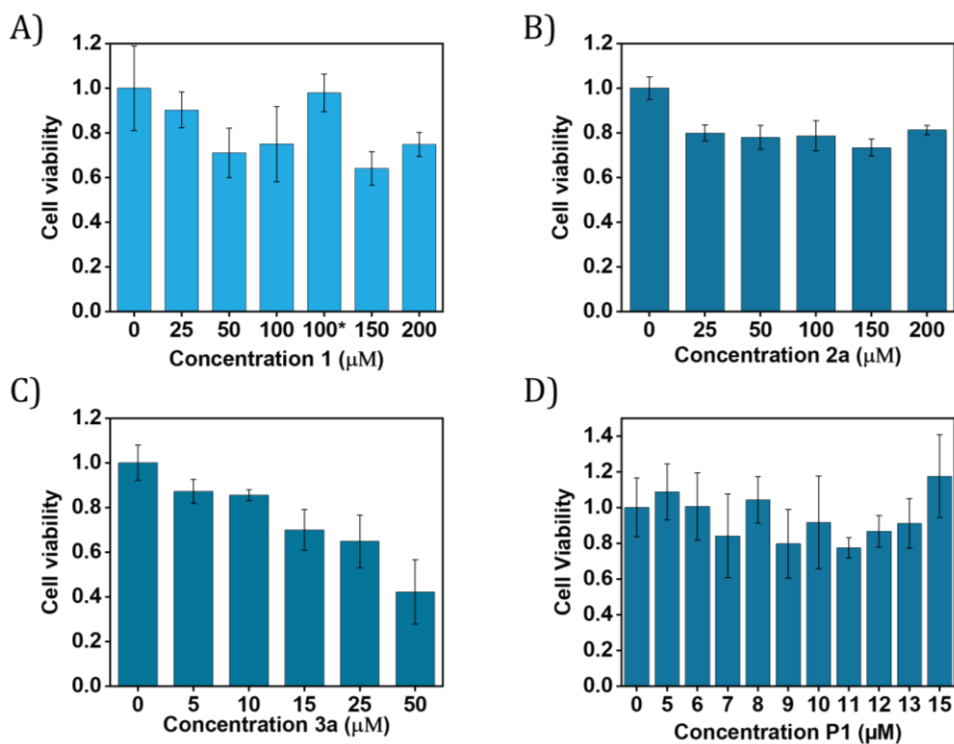 A)
1.2
1.0
0.8
0.6
0.4
0.2
0.0
Cell viability
0 25 50 100 100* 150 200
Concentration 1 (μM)
B)
1.2
1.0
0.8
0.6
0.4
0.2
0.0
Cell viability
0 25 50 100 150 200
Concentration 2a (μM)
C)
1.2
1.0
0.8
0.6
0.4
0.2
0.0
Cell viability
0 5 10 15 25 50
Concentration 3a (μM)
D)
1.4
1.2
1.0
0.8
0.6
0.4
0.2
0.0
Cell Viability
0 5 6 7 8 9 10 11 12 13 15
Concentration P1 (μM)